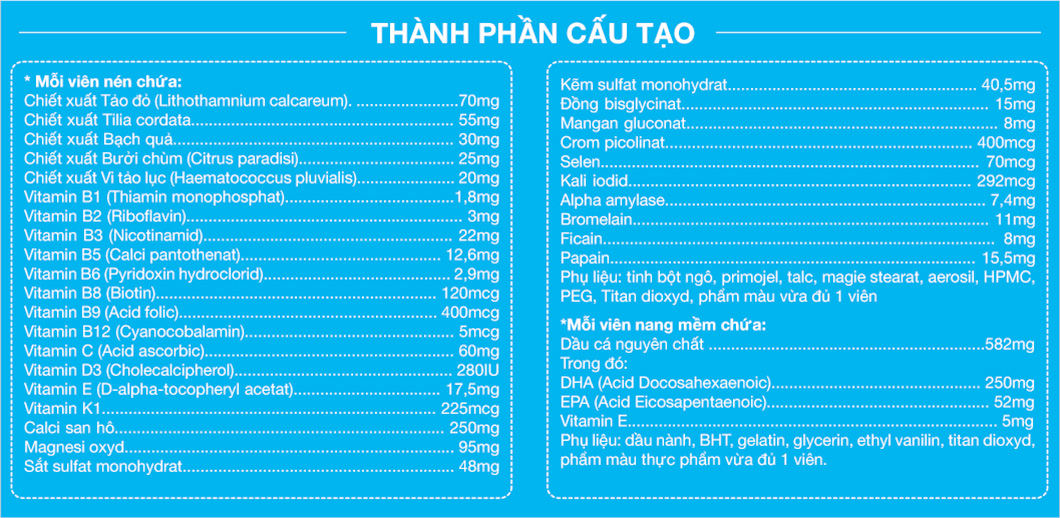 THÀNH PHẦN CẤU TẠO
* Mỗi viên nén chứa:
Chiết xuất Tảo đỏ (Lithothamnium calcareum). ........................70mg
Chiết xuất Tilia cordata............................................................... 55mg
Chiết xuất Bạch quả.................................................................... 30mg
Chiết xuất Bưởi chùm (Citrus paradisi)..................................... 25mg
Chiết xuất Vi tảo lục (Haematococcus pluvialis)....................... 20mg
Vitamin B1 (Thiamin monophosphat)........................................1,8mg
Vitamin B2 (Riboflavin)................................................................ 3mg
Vitamin B3 (Nicotinamid)............................................................ 22mg
Vitamin B5 (Calci pantothenat)................................................ 12,6mg
Vitamin B6 (Pyridoxin hydroclorid)............................................ 2,9mg
Vitamin B8 (Biotin).................................................................... 120mcg
Vitamin B9 (Acid folic).............................................................. 400mcg
Vitamin B12 (Cyanocobalamin)................................................ 5mcg
Vitamin C (Acid ascorbic)........................................................... 60mg
Vitamin D3 (Cholecalcipherol).................................................... 280IU
Vitamin E (D-alpha-tocopheryl acetat).................................... 17,5mg
Vitamin K1................................................................................ 225mcg
Calci san hô............................................................................... 250mg
Magnesi oxyd.............................................................................. 95mg
Sắt sulfat monohydrat................................................................. 48mg
Kẽm sulfat monohydrat............................................................ 40,5mg
Đồng bisglycinat.......................................................................... 15mg
Mangan gluconat.......................................................................... 8mg
Crom picolinat.......................................................................... 400mcg
Selen.......................................................................................... 70mcg
Kali iodid.................................................................................. 292mcg
Alpha amylase........................................................................... 7,4mg
Bromelain.................................................................................... 11mg
Ficain............................................................................................ 8mg
Papain....................................................................................... 15,5mg
Phụ liệu: tinh bột ngô, primojel, talc, magie stearat, aerosil, HPMC,
PEG, Titan dioxyd, phẩm màu vừa đủ 1 viên
*Mỗi viên nang mềm chứa:
Dầu cá nguyên chất ..................................................................582mg
Trong đó:
DHA (Acid Docosahexaenoic).................................................. 250mg
EPA (Acid Eicosapentaenoic)..................................................... 52mg
Vitamin E....................................................................................... 5mg
Phụ liệu: dầu nành, BHT, gelatin, glycerin, ethyl vanilin, titan dioxyd,
phẩm màu thực phẩm vừa đủ 1 viên.